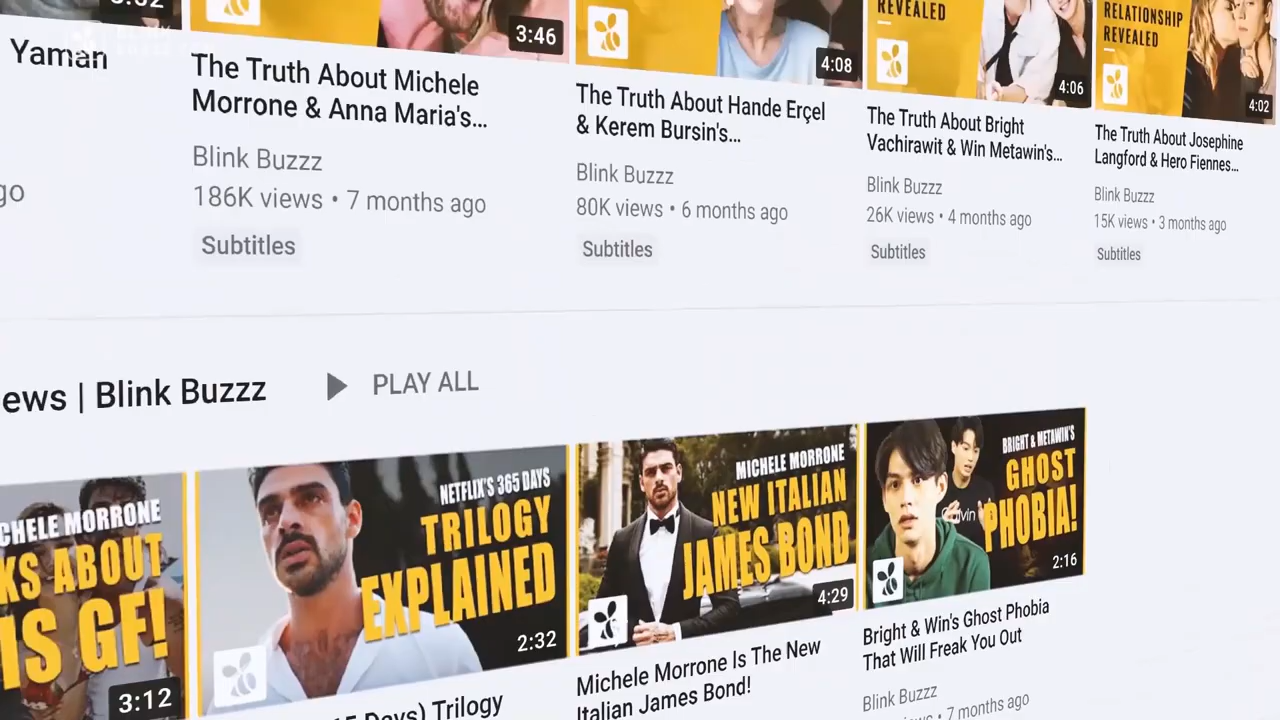 Yaman
go
3:46
The Truth About Michele
Morrone & Anna Maria's...
Blink Buzzz
186K views • 7 months ago
Subtitles
4:08
The Truth About Hande Erçel
& Kerem Bursin's...
Blink Buzzz
80K views • 6 months ago
Subtitles
REVEALED
4:06
The Truth About Bright
Vachirawit & Win Metawin's...
Blink Buzzz
26K views • 4 months ago
Subtitles
RELATIONSHIP
REVEALED
4:02
The Truth About Josephine
Langford & Hero Fiennes...
Blink Buzzz
15K views • 3 months ago
Subtitles
ews | Blink Buzzz
PLAY ALL
CHELE MORRONE
KS ABOUT
IS GF!
3:12
NETFLIX'S 365 DAYS
TRILOGY
EXPLAINED
2:32
Days) Trilogy
MICHELE MORRONE
NEW ITALIAN
JAMES BOND
4:29
Michele Morrone Is The New
Italian James Bond!
BRIGHT & METAWIN'S
GHOST
PHOBIA!
2:16
Bright & Win's Ghost Phobia
That Will Freak You Out
Blink Buzzz
views • 7 months ago